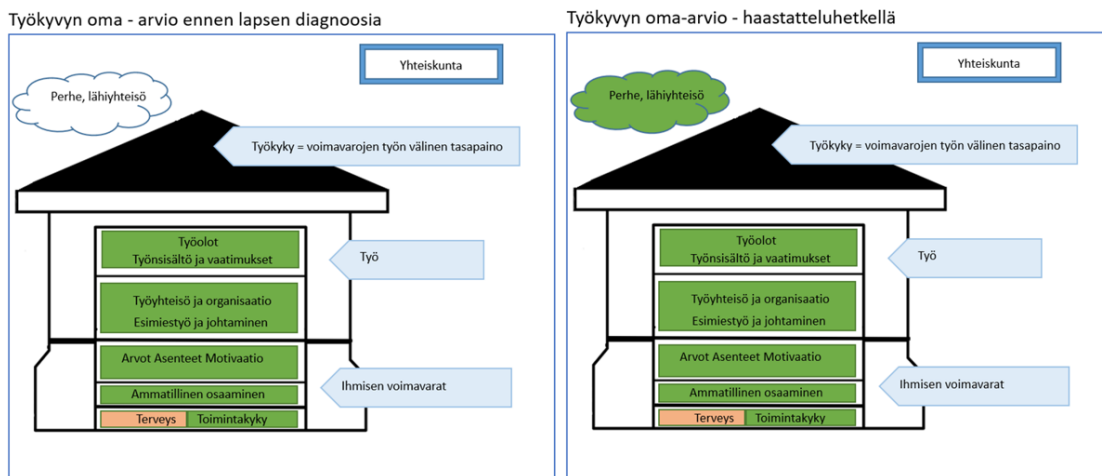 Työkyvyn oma - arvio ennen lapsen diagnoosia
Yhteiskunta
Perhe, lähiyhteisö
Työkyky = voimavarojen työn välinen tasapaino
Työolot
Työnsisältö ja vaatimukset
Työ
Työyhteisö ja organisaatio
Esimiestyö ja johtaminen
Arvot Asenteet Motivaatio
Ihmisen voimavarat
Ammatillinen osaaminen
Terveys
Toimintakyky
Työkyvyn oma-arvio - haastatteluhetkellä
Yhteiskunta
Perhe, lähiyhteisö
Työkyky = voimavarojen työn välinen tasapaino
Työolot
Työnsisältö ja vaatimukset
Työ
Työyhteisö ja organisaatio
Esimiestyö ja johtaminen
Arvot Asenteet Motivaatio
Ihmisen voimavarat
Ammatillinen osaaminen
Terveys
Toimintakyky